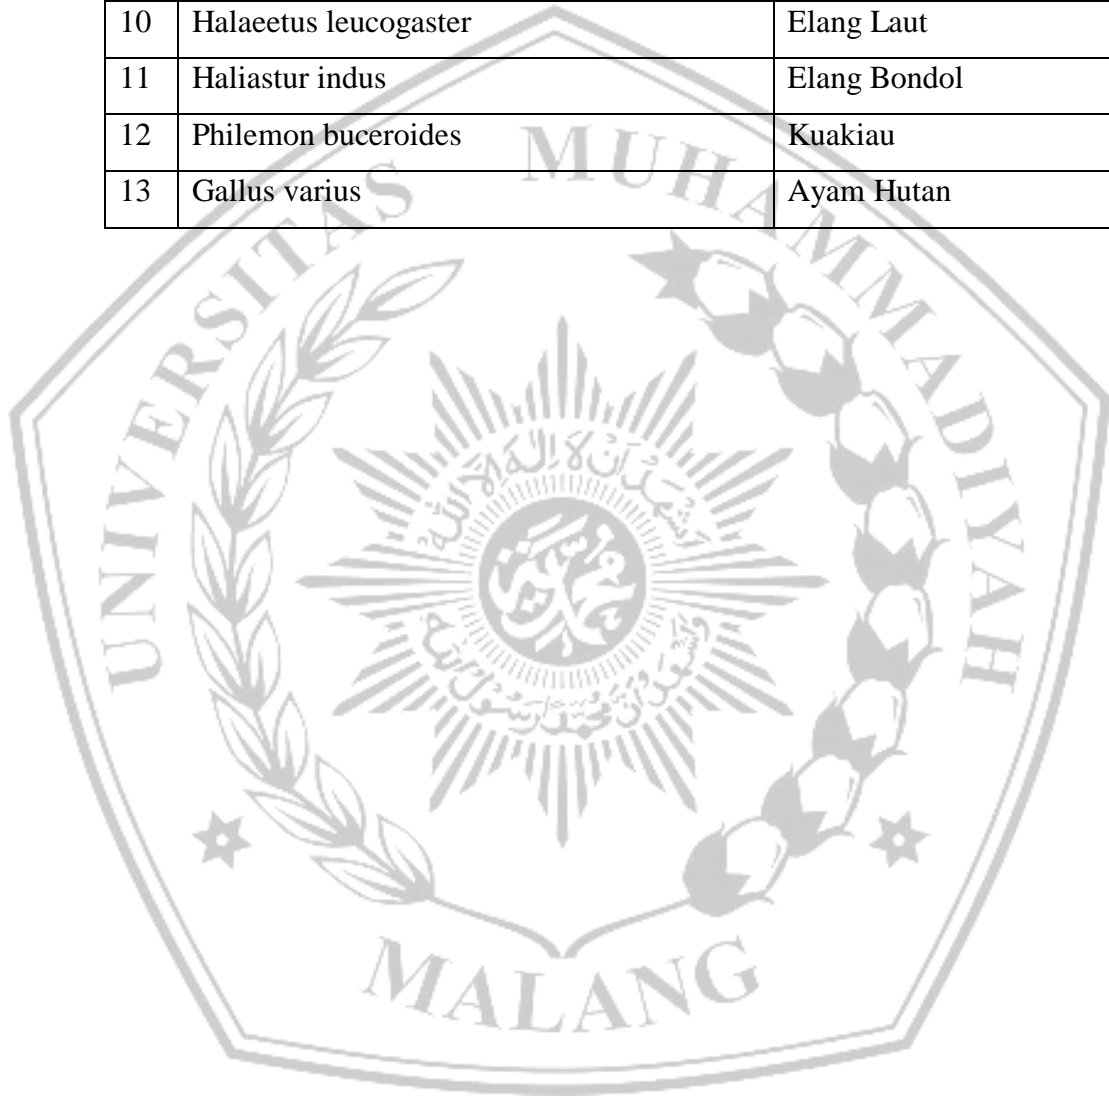 10 Halaeetus leucogaster Elang Laut
11 Haliastur indus Elang Bondol
12 Philemon buceroides Kuakiau
13 Gallus varius Ayam Hutan
UNIVERSITAS MUHAMMADIYAH
MALANG